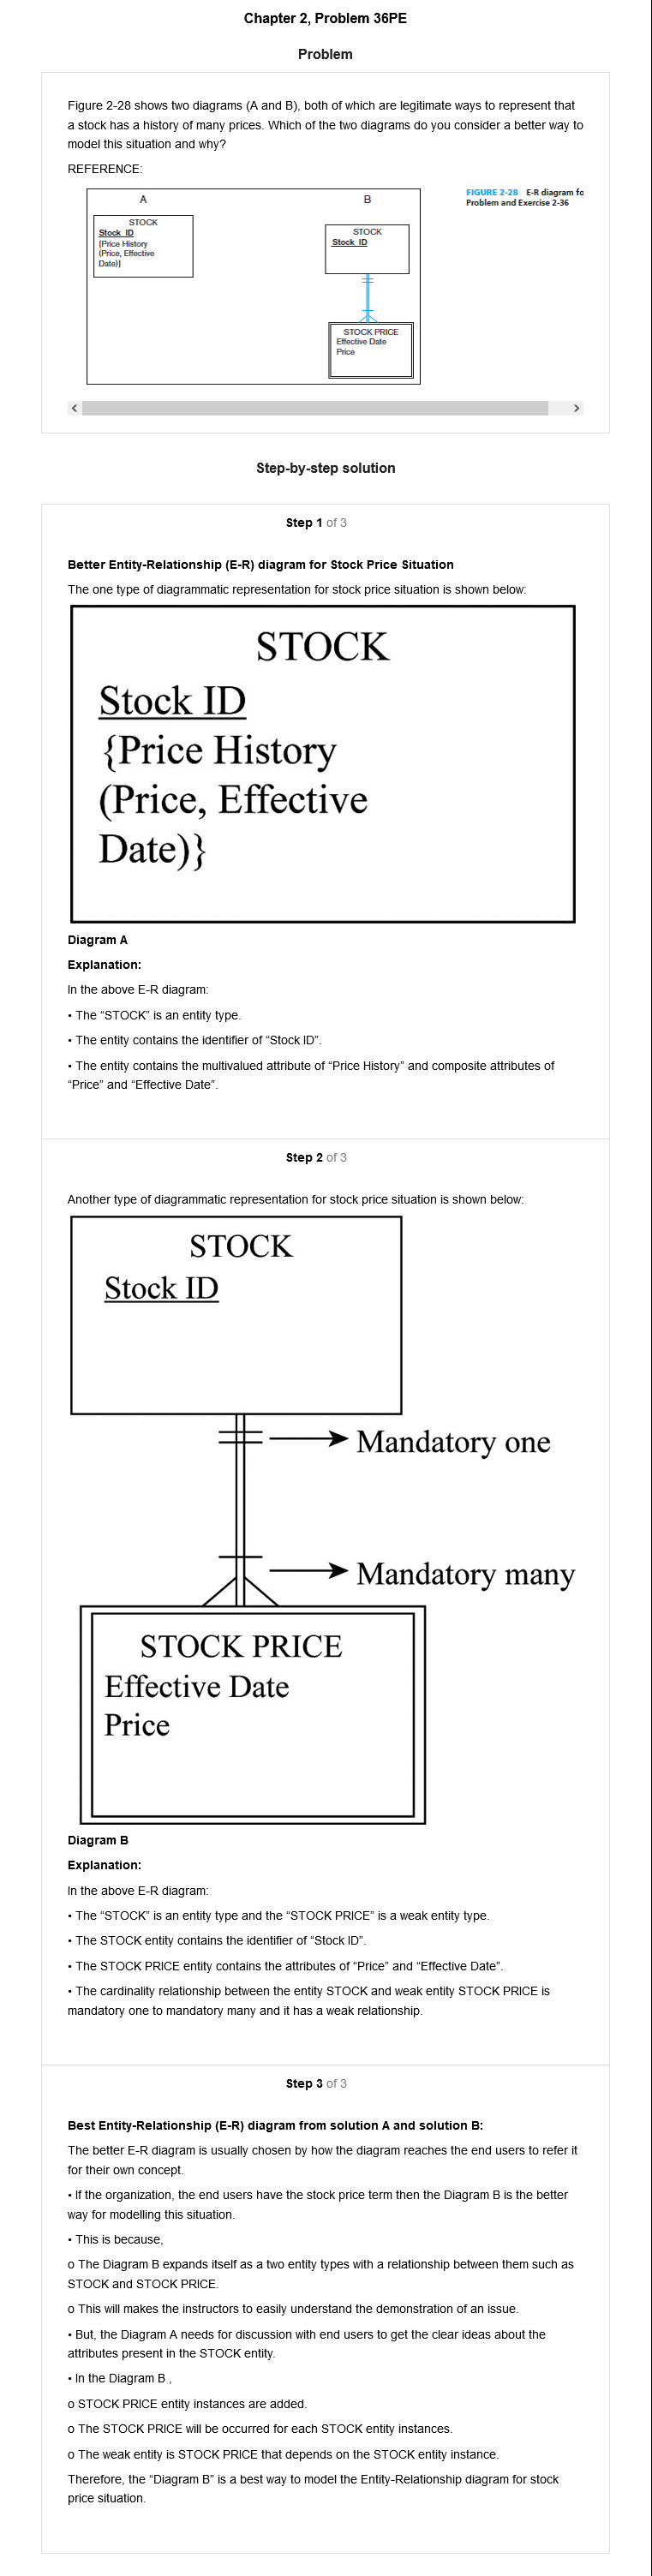 Chapter 2, Problem 36PE
Problem
Figure 2-28 shows two diagrams (A and B), both of which are legitimate ways to represent that
a stock has a history of many prices. Which of the two diagrams do you consider a better way to
model this situation and why?
REFERENCE:
A
STOCK
Stock ID
{Price History
(Price, Effective
Date)}
B
STOCK
Stock ID
STOCK PRICE
Effective Date
Price
FIGURE 2-28 E-R diagram fo
Problem and Exercise 2-36
Step-by-step solution
Step 1 of 3
Better Entity-Relationship (E-R) diagram for Stock Price Situation
The one type of diagrammatic representation for stock price situation is shown below:
STOCK
Stock ID
{Price History
(Price, Effective
Date)}
Diagram A
Explanation:
In the above E-R diagram:
• The “STOCK” is an entity type.
• The entity contains the identifier of “Stock ID”.
• The entity contains the multivalued attribute of “Price History” and composite attributes of
“Price” and “Effective Date”.
Step 2 of 3
Another type of diagrammatic representation for stock price situation is shown below:
STOCK
Stock ID
Mandatory one
Mandatory many
STOCK PRICE
Effective Date
Price
Diagram B
Explanation:
In the above E-R diagram:
• The “STOCK” is an entity type and the “STOCK PRICE” is a weak entity type.
• The STOCK entity contains the identifier of “Stock ID”.
• The STOCK PRICE entity contains the attributes of “Price” and “Effective Date”.
• The cardinality relationship between the entity STOCK and weak entity STOCK PRICE is
mandatory one to mandatory many and it has a weak relationship.
Step 3 of 3
Best Entity-Relationship (E-R) diagram from solution A and solution B:
The better E-R diagram is usually chosen by how the diagram reaches the end users to refer it
for their own concept.
• If the organization, the end users have the stock price term then the Diagram B is the better
way for modelling this situation.
• This is because,
o The Diagram B expands itself as a two entity types with a relationship between them such as
STOCK and STOCK PRICE.
o This will makes the instructors to easily understand the demonstration of an issue.
• But, the Diagram A needs for discussion with end users to get the clear ideas about the
attributes present in the STOCK entity.
• In the Diagram B ,
o STOCK PRICE entity instances are added.
o The STOCK PRICE will be occurred for each STOCK entity instances.
o The weak entity is STOCK PRICE that depends on the STOCK entity instance.
Therefore, the “Diagram B” is a best way to model the Entity-Relationship diagram for stock
price situation.